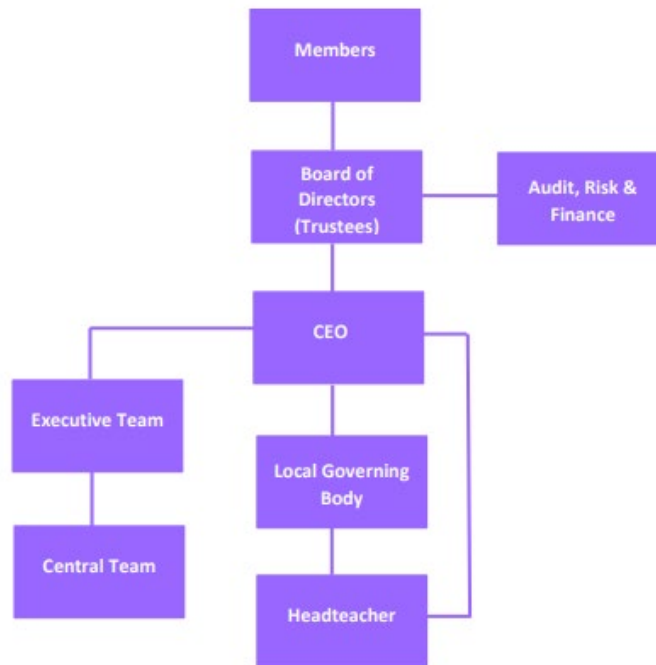 Members
Board of
Directors
(Trustees)
Audit, Risk &
Finance
CEO
Executive Team
Local Governing
Body
Central Team
Headteacher